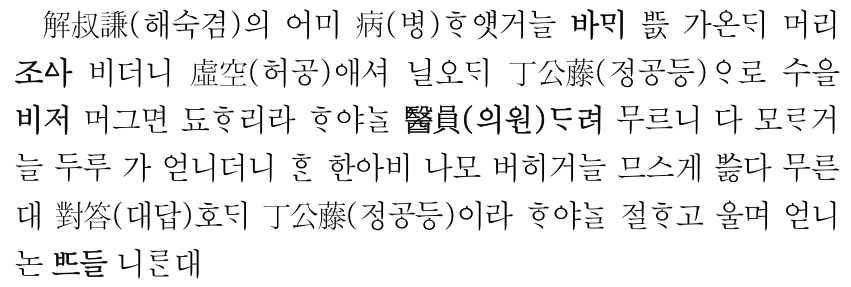 解叔謙(해숙겸)의 어미 病(병)ᄒᆞ얫거늘 바ᄆᆡ ᄠᅳᆳ 가온ᄃᆡ 머리
조ᅀᅡ 비더니 虛空(허공)애셔 닐오ᄃᆡ 丁公藤(정공등)ᄋᆞ로 수을
비저 머그면 됴ᄒᆞ리라 ᄒᆞ야ᄂᆞᆯ 醫員(의원)ᄃᆞ려 무르니 다 모ᄅᆞ거
늘 두루 가 얻니더니 ᄒᆞᆫ 한아비 나모 버히거늘 므스게 ᄡᅳᇙ다 무른
대 對答(대답)호ᄃᆡ 丁公藤(정공등)이라 ᄒᆞ야ᄂᆞᆯ 절ᄒᆞ고 울며 얻니
논 ᄠᅳ들 니ᄅᆞᆫ대